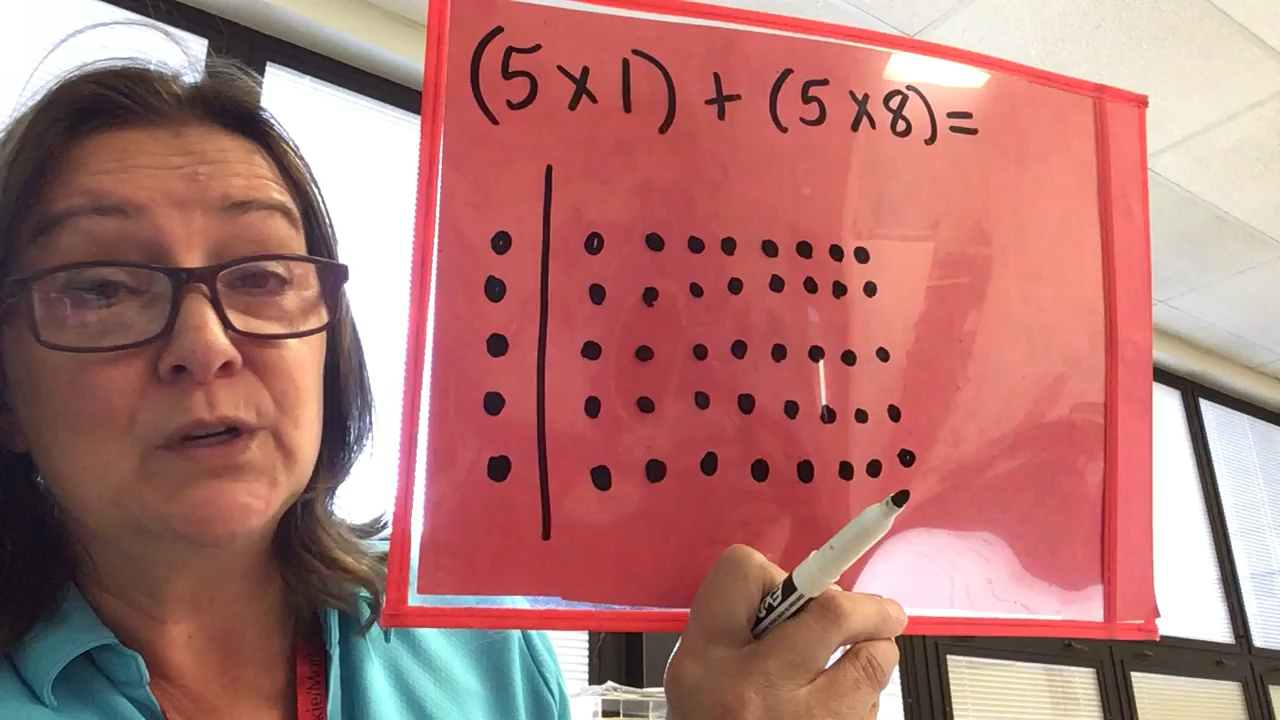 (5 x 1) + (5 x 8) =